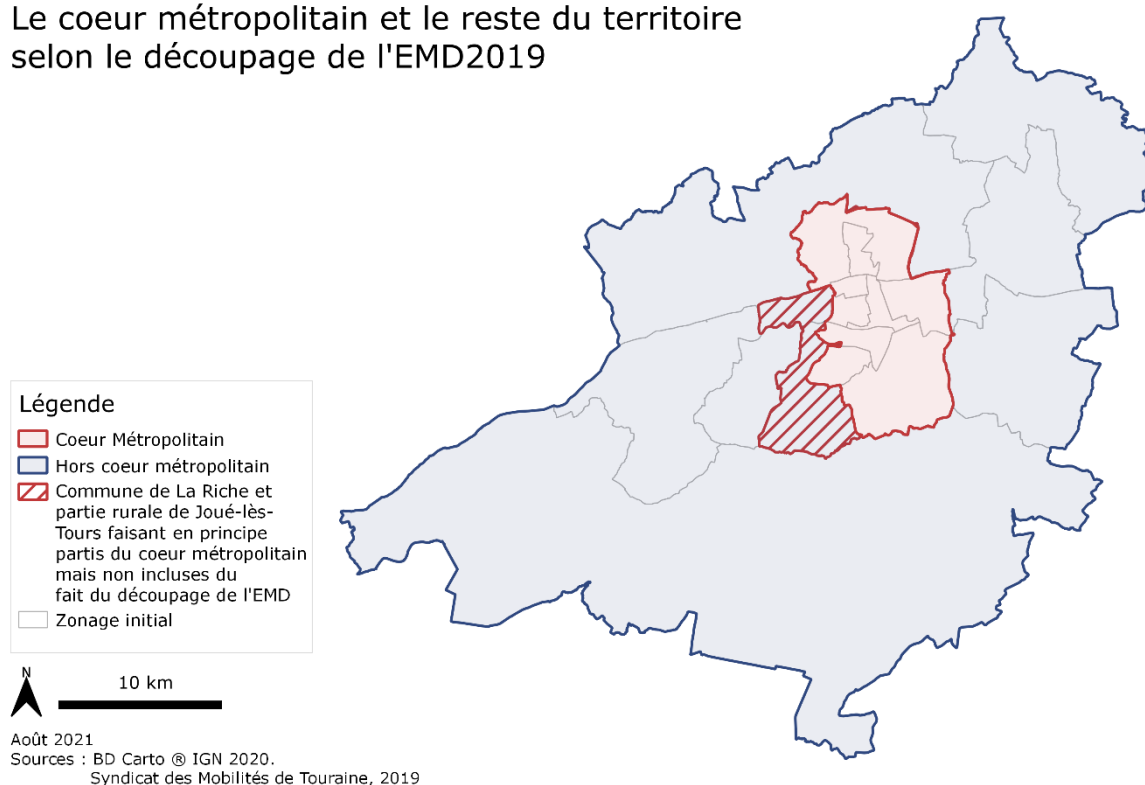 Le coeur métropolitain et le reste du territoire
selon le découpage de l'EMD2019
Légende
Coeur Métropolitain
Hors coeur métropolitain
Commune de La Riche et
partie rurale de Joué-lès-
Tours faisant en principe
partis du coeur métropolitain
mais non incluses du
fait du découpage de l'EMD
Zonage initial
N
10 km
Août 2021
Sources : BD Carto ® IGN 2020.
Syndicat des Mobilités de Touraine, 2019